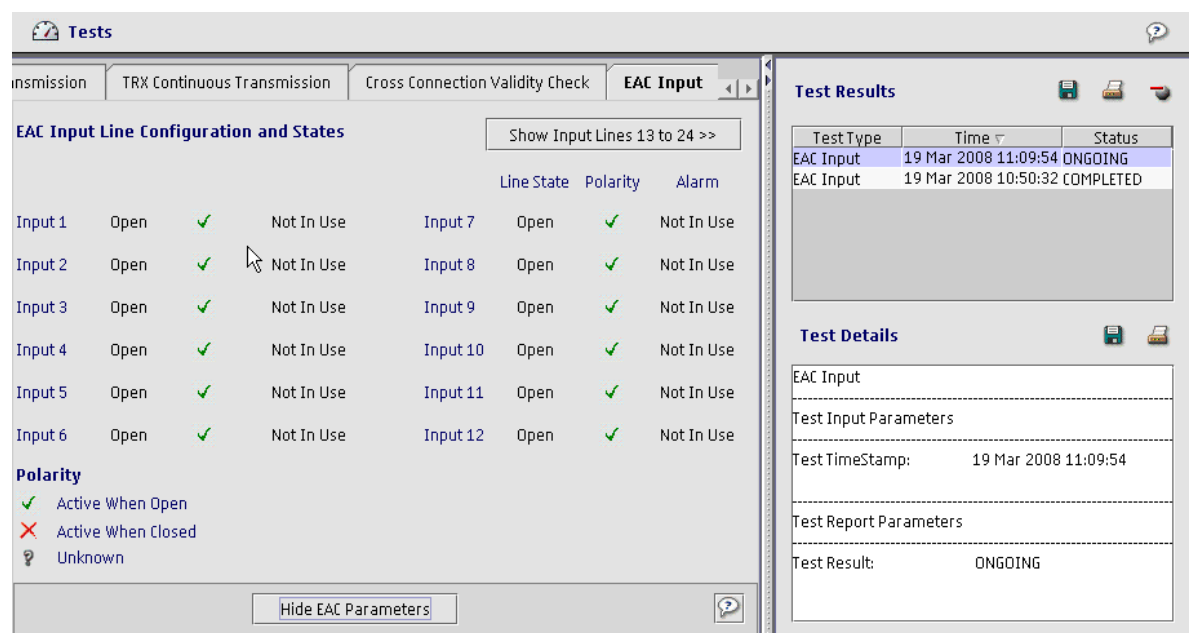 Tests
ansmission TRX Continuous Transmission Cross Connection Validity Check EAC Input
EAC Input Line Configuration and States Show Input Lines 13 to 24 >>
Line State Polarity Alarm
Input 1 Open Not In Use Input 7 Open Not In Use
Input 2 Open Not In Use Input 8 Open Not In Use
Input 3 Open Not In Use Input 9 Open Not In Use
Input 4 Open Not In Use Input 10 Open Not In Use
Input 5 Open Not In Use Input 11 Open Not In Use
Input 6 Open Not In Use Input 12 Open Not In Use
Polarity
Active When Open
Active When Closed
Unknown
Hide EAC Parameters
Test Results
Test Type Time Status
EAC Input 19 Mar 2008 11:09:54 ONGOING
EAC Input 19 Mar 2008 10:50:32 COMPLETED
Test Details
EAC Input
Test Input Parameters
Test TimeStamp: 19 Mar 2008 11:09:54
Test Report Parameters
Test Result: ONGOING